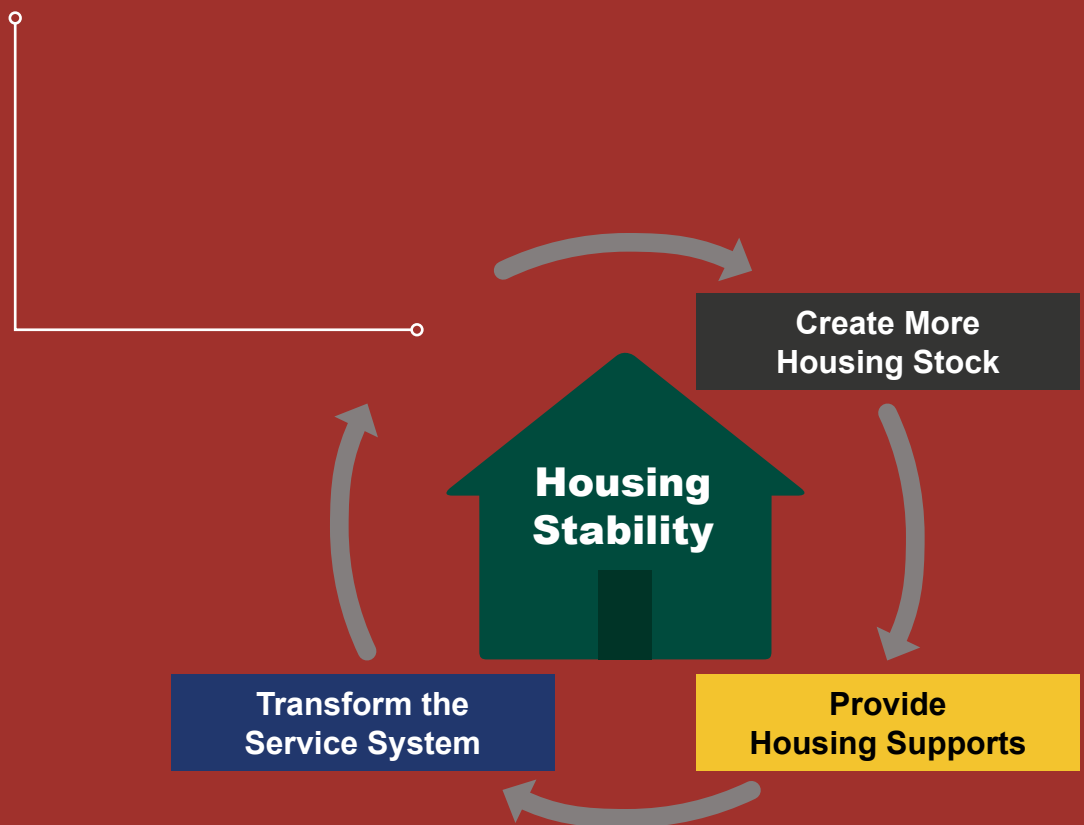 Create More
Housing Stock
Housing
Stability
Transform the
Service System
Provide
Housing Supports